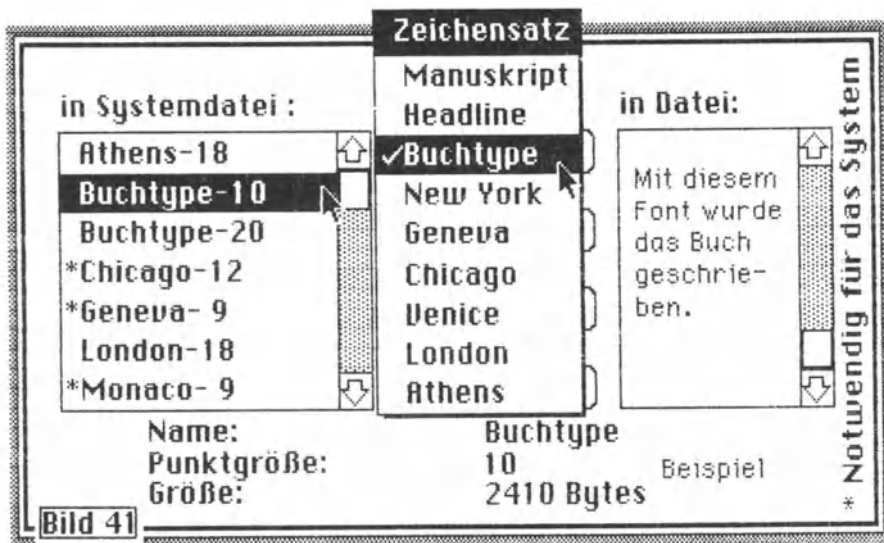 Zeichensatz
Manuskript
Headline
✓Buchtype
New York
Geneva
Chicago
Venice
London
Athens
in Systemdatei :
Athens-18
Buchtype-10
Buchtype-20
*Chicago-12
*Geneva- 9
London-18
*Monaco- 9
in Datei:
Mit diesem
Font wurde
das Buch
geschrie-
ben.
* Notwendig für das System
Name: Buchtype
Punktgröße: 10
Größe: 2410 Bytes
Beispiel
Bild 41